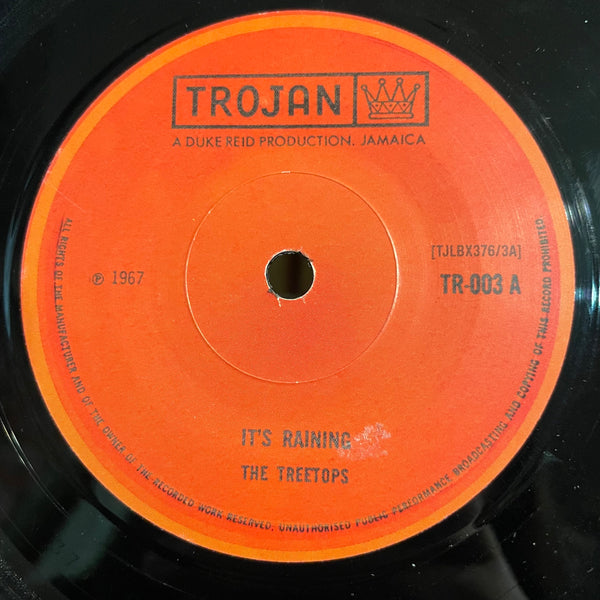 TROJAN
A DUKE REID PRODUCTION. JAMAICA
℗ 1967
[TJLBX376/3A]
TR-003 A
IT'S RAINING
THE TREETOPS
ALL RIGHTS OF THE MANUFACTURER AND OF THE OWNER OF THE RECORDED WORK RESERVED. UNAUTHORISED PUBLIC PERFORMANCE BROADCASTING AND COPYING OF THIS RECORD PROHIBITED